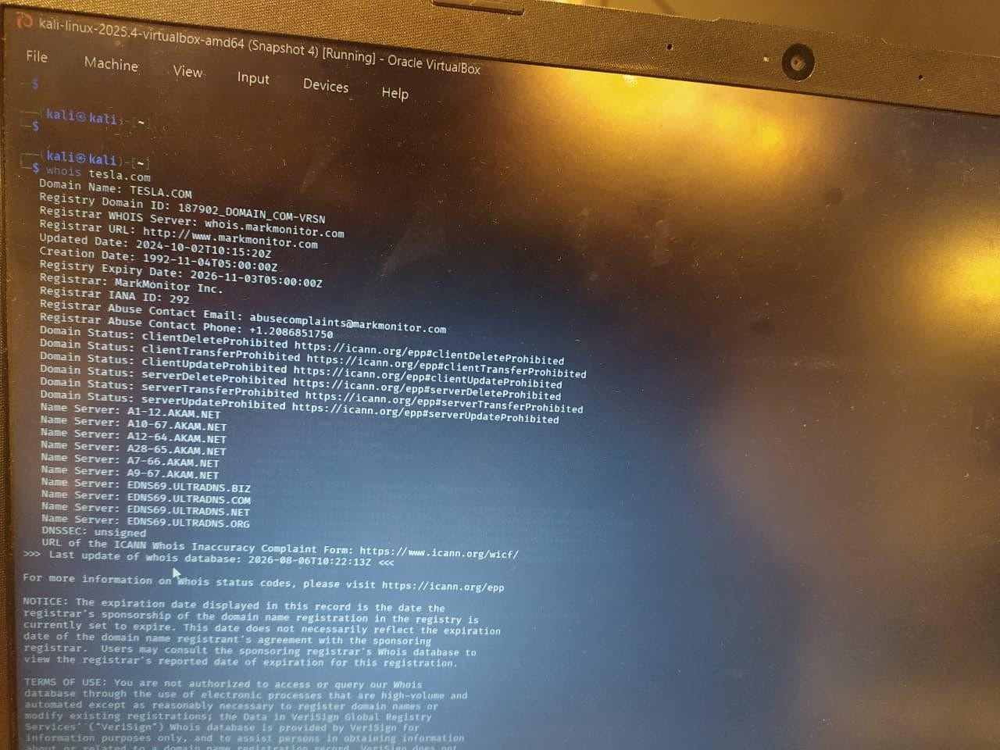 kali-linux-2025.4-virtualbox-amd64 (Snapshot 4) [Running] - Oracle VirtualBox
File Machine View Input Devices Help
$
(kali㉿kali)-[~]
$
(kali㉿kali)-[~]
$ whois tesla.com
Domain Name: TESLA.COM
Registry Domain ID: 187902_DOMAIN_COM-VRSN
Registrar WHOIS Server: whois.markmonitor.com
Registrar URL: http://www.markmonitor.com
Updated Date: 2024-10-02T10:15:20Z
Creation Date: 1992-11-04T05:00:00Z
Registry Expiry Date: 2026-11-03T05:00:00Z
Registrar: MarkMonitor Inc.
Registrar IANA ID: 292
Registrar Abuse Contact Email: abusecomplaints@markmonitor.com
Registrar Abuse Contact Phone: +1.2086851750
Domain Status: clientDeleteProhibited https://icann.org/epp#clientDeleteProhibited
Domain Status: clientTransferProhibited https://icann.org/epp#clientTransferProhibited
Domain Status: clientUpdateProhibited https://icann.org/epp#clientUpdateProhibited
Domain Status: serverDeleteProhibited https://icann.org/epp#serverDeleteProhibited
Domain Status: serverTransferProhibited https://icann.org/epp#serverTransferProhibited
Domain Status: serverUpdateProhibited https://icann.org/epp#serverUpdateProhibited
Name Server: A1-12.AKAM.NET
Name Server: A10-67.AKAM.NET
Name Server: A12-64.AKAM.NET
Name Server: A28-65.AKAM.NET
Name Server: A7-66.AKAM.NET
Name Server: A9-67.AKAM.NET
Name Server: EDNS69.ULTRADNS.BIZ
Name Server: EDNS69.ULTRADNS.COM
Name Server: EDNS69.ULTRADNS.NET
Name Server: EDNS69.ULTRADNS.ORG
DNSSEC: unsigned
URL of the ICANN Whois Inaccuracy Complaint Form: https://www.icann.org/wicf/
>>> Last update of whois database: 2026-08-06T10:22:13Z <<<
For more information on Whois status codes, please visit https://icann.org/epp
NOTICE: The expiration date displayed in this record is the date the
registrar's sponsorship of the domain name registration in the registry is
currently set to expire. This date does not necessarily reflect the expiration
date of the domain name registrant's agreement with the sponsoring
registrar. Users may consult the sponsoring registrar's Whois database to
view the registrar's reported date of expiration for this registration.
TERMS OF USE: You are not authorized to access or query our Whois
database through the use of electronic processes that are high-volume and
automated except as reasonably necessary to register domain names or
modify existing registrations; the Data in VeriSign Global Registry
Services' ("VeriSign") Whois database is provided by VeriSign for
information purposes only, and to assist persons in obtaining information
about or related to a domain name registration record. VeriSign does not